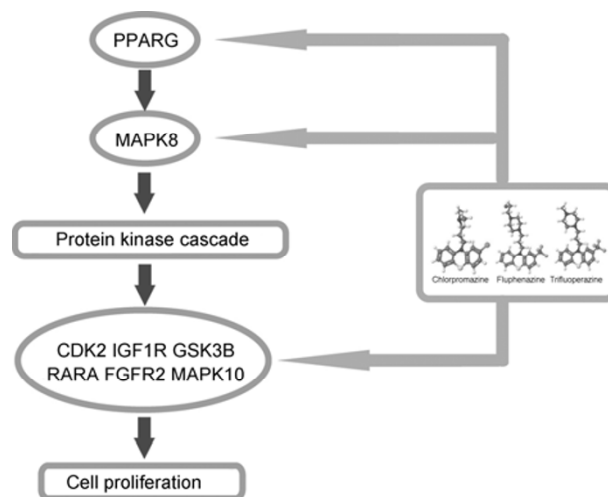 PPARG
MAPK8
Protein kinase cascade
Chlorpromazine Fluphenazine Trifluoperazine
CDK2 IGF1R GSK3B
RARA FGFR2 MAPK10
Cell proliferation